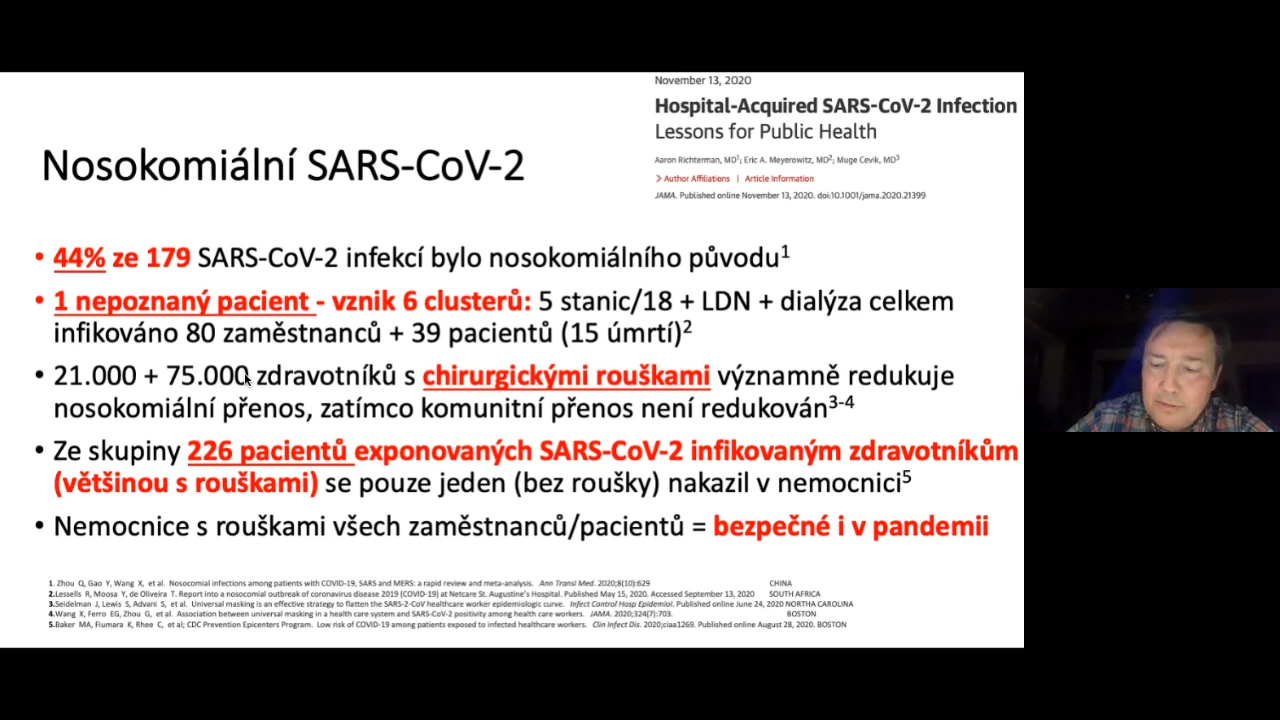 November 13, 2020
Hospital-Acquired SARS-CoV-2 Infection
Lessons for Public Health
Aaron Richterman, MD1; Eric A. Meyerowitz, MD2; Muge Cevik, MD3
> Author Affiliations | Article Information
JAMA. Published online November 13, 2020. doi:10.1001/jama.2020.21399
Nosokomiální SARS-CoV-2
• 44% ze 179 SARS-CoV-2 infekcí bylo nosokomiálního původu1
• 1 nepoznaný pacient - vznik 6 clusterů: 5 stanic/18 + LDN + dialýza celkem
infikováno 80 zaměstnanců + 39 pacientů (15 úmrtí)2
• 21.000 + 75.000 zdravotníků s chirurgickými rouškami významně redukuje
nosokomiální přenos, zatímco komunitní přenos není redukován3-4
• Ze skupiny 226 pacientů exponovaných SARS-CoV-2 infikovaným zdravotníkům
(většinou s rouškami) se pouze jeden (bez roušky) nakazil v nemocnici5
• Nemocnice s rouškami všech zaměstnanců/pacientů = bezpečné i v pandemii
1. Zhou Q, Gao Y, Wang X, et al. Nosocomial infections among patients with COVID-19, SARS and MERS: a rapid review and meta-analysis. Ann Transl Med. 2020;8(10):629 CHINA
2.Lessells R, Moosa Y, de Oliveira T. Report into a nosocomial outbreak of coronavirus disease 2019 (COVID-19) at Netcare St. Augustine's Hospital. Published May 15, 2020. Accessed September 13, 2020 SOUTH AFRICA
3.Seidelman J, Lewis S, Advani S, et al. Universal masking is an effective strategy to flatten the SARS-2-CoV healthcare worker epidemiologic curve. Infect Control Hosp Epidemiol. Published online June 24, 2020 NORTHA CAROLINA
4.Wang X, Ferro EG, Zhou G, et al. Association between universal masking in a health care system and SARS-CoV-2 positivity among health care workers. JAMA. 2020;324(7):703. BOSTON
5.Baker MA, Fiumara K, Rhee C, et al; CDC Prevention Epicenters Program. Low risk of COVID-19 among patients exposed to infected healthcare workers. Clin Infect Dis. 2020;ciaa1269. Published online August 28, 2020. BOSTON